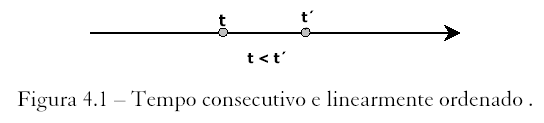 t t´
t < t´
Figura 4.1 – Tempo consecutivo e linearmente ordenado .